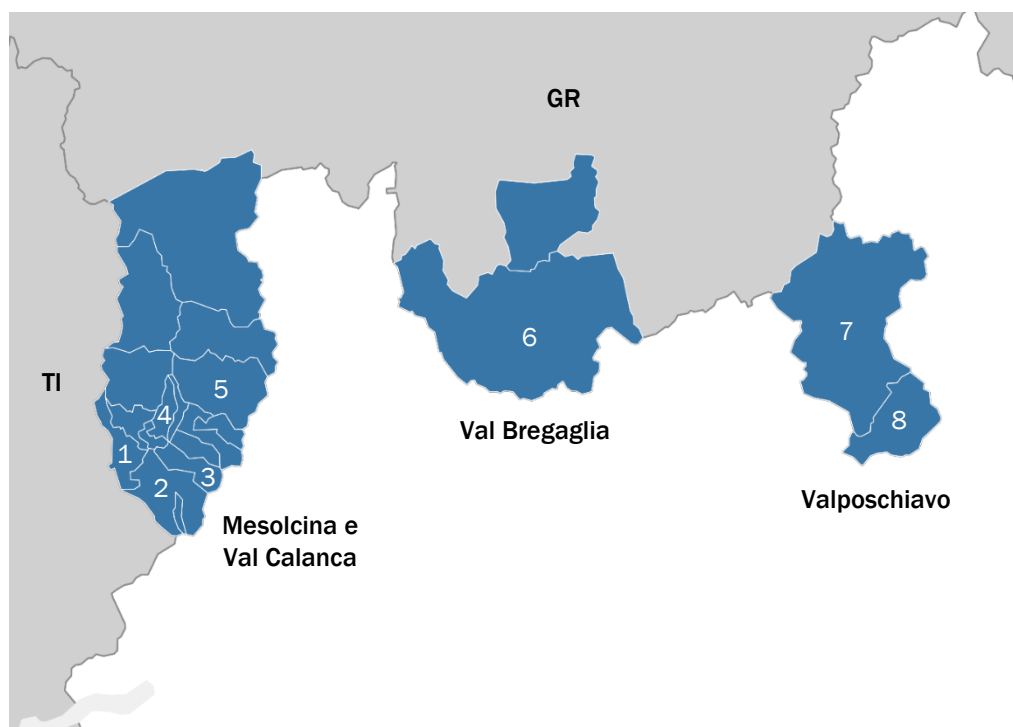 GR
TI
6
7
5
4
8
1
2
3
Val Bregaglia
Valposchiavo
Mesolcina e
Val Calanca